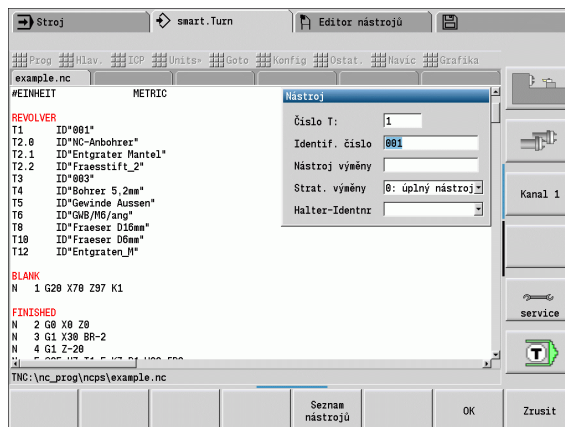 Stroj
smart.Turn
Editor nástrojů
Prog Hlav. ICP Units» Goto Konfig Ostat. Navíc Grafika
example.nc
#EINHEIT METRIC
REVOLVER
T1 ID"001"
T2.0 ID"NC-Anbohrer"
T2.1 ID"Entgrater Mantel"
T2.2 ID"Fraesstift_2"
T3 ID"003"
T4 ID"Bohrer 5,2mm"
T5 ID"Gewinde Aussen"
T6 ID"GWB/M6/ang"
T8 ID"Fraeser D16mm"
T10 ID"Fraeser D6mm"
T12 ID"Entgraten_M"
BLANK
N 1 G20 X70 Z97 K1
FINISHED
N 2 G0 X0 Z0
N 3 G1 X30 BR-2
N 4 G1 Z-20
TNC:\nc_prog\ncps\example.nc
Nástroj
Číslo T: 1
Identif. číslo 001
Nástroj výměny
Strat. výměny 0: úplný nástroj
Halter-Identnr
Kanal 1
service
T
Seznam
nástrojů
OK
Zrusit